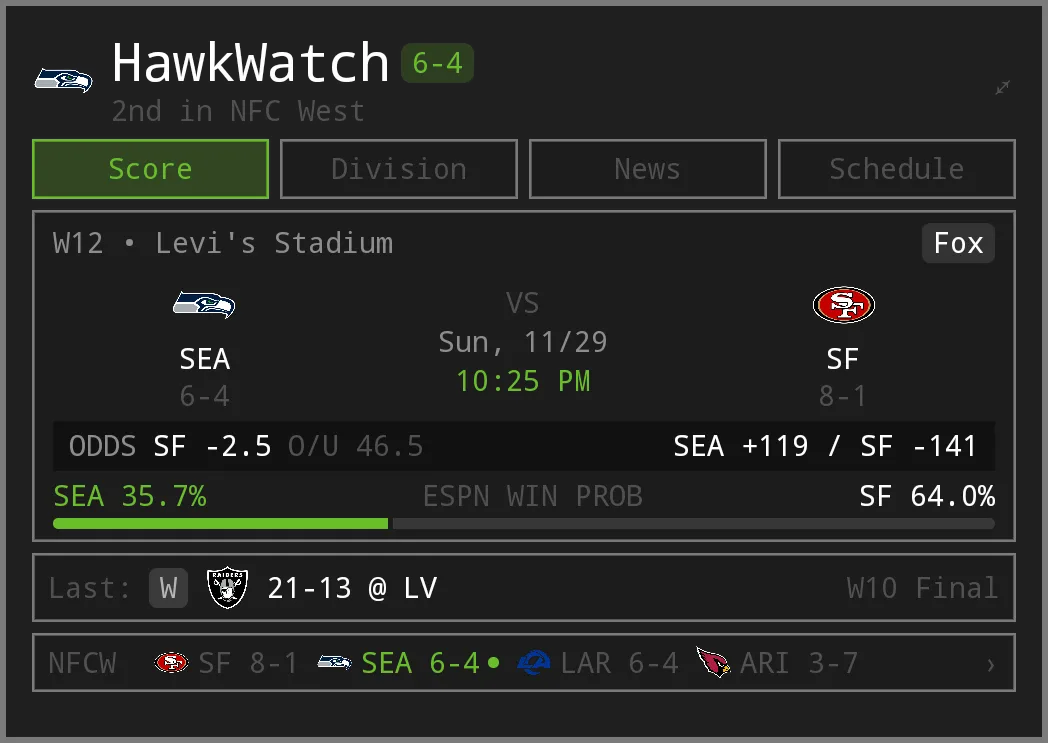 HawkWatch 6-4
2nd in NFC West
Score Division News Schedule
W12 • Levi's Stadium Fox
VS
Sun, 11/29
10:25 PM
SEA SF
6-4 8-1
ODDS SF -2.5 O/U 46.5 SEA +119 / SF -141
SEA 35.7% ESPN WIN PROB SF 64.0%
Last: W RAIDERS 21-13 @ LV W10 Final
NFCW SF 8-1 SEA 6-4 • LAR 6-4 ARI 3-7 ›